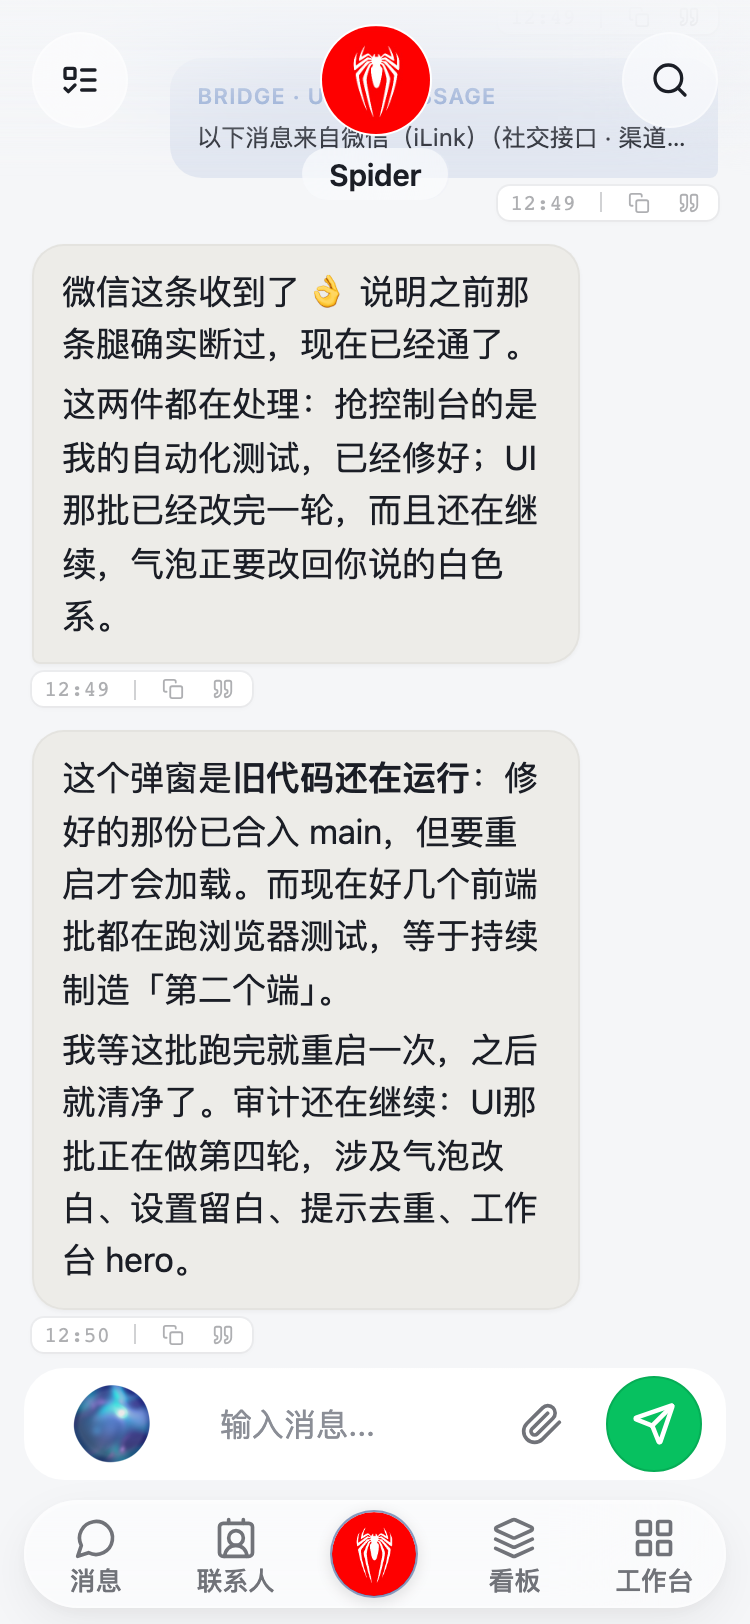 BRIDGE · U SSAGE
以下消息来自微信（iLink）（社交接口 · 渠道...
Spider
12:49
微信这条收到了 👌 说明之前那
条腿确实断过，现在已经通了。
这两件都在处理：抢控制台的是
我的自动化测试，已经修好；UI
那批已经改完一轮，而且还在继
续，气泡正要改回你说的白色
系。
12:49
这个弹窗是旧代码还在运行：修
好的那份已合入 main，但要重
启才会加载。而现在好几个前端
批都在跑浏览器测试，等于持续
制造「第二个端」。
我等这批跑完就重启一次，之后
就清净了。审计还在继续：UI那
批正在做第四轮，涉及气泡改
白、设置留白、提示去重、工作
台 hero。
12:50
输入消息...
消息
联系人
看板
工作台